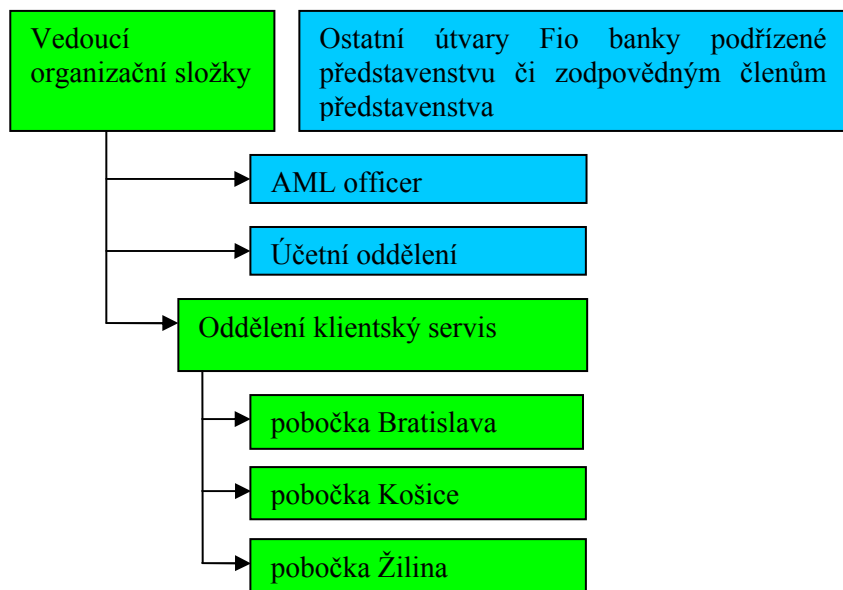 Vedoucí
organizační složky
Ostatní útvary Fio banky podřízené
představenstvu či zodpovědným členům
představenstva
AML officer
Účetní oddělení
Oddělení klientský servis
pobočka Bratislava
pobočka Košice
pobočka Žilina